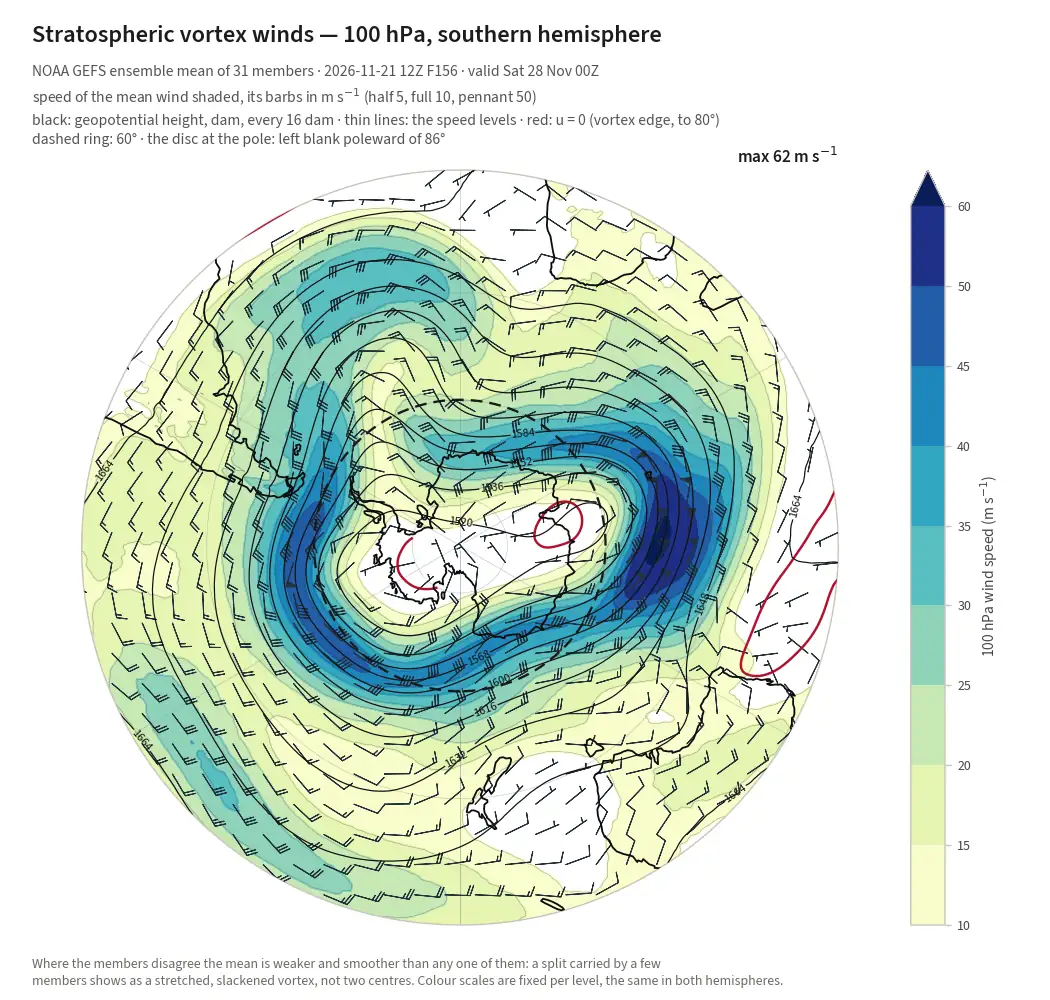 Stratospheric vortex winds — 100 hPa, southern hemisphere
NOAA GEFS ensemble mean of 31 members · 2026-11-21 12Z F156 · valid Sat 28 Nov 00Z
speed of the mean wind shaded, its barbs in m s⁻¹ (half 5, full 10, pennant 50)
black: geopotential height, dam, every 16 dam · thin lines: the speed levels · red: u = 0 (vortex edge, to 80°)
dashed ring: 60° · the disc at the pole: left blank poleward of 86°
max 62 m s⁻¹
60
50
45
40
35
30
25
20
15
10
100 hPa wind speed (m s⁻¹)
1584
1552
1536
1520
1664
1664
1648
1568
1600
1616
1632
1664
1664
Where the members disagree the mean is weaker and smoother than any one of them: a split carried by a few
members shows as a stretched, slackened vortex, not two centres. Colour scales are fixed per level, the same in both hemispheres.